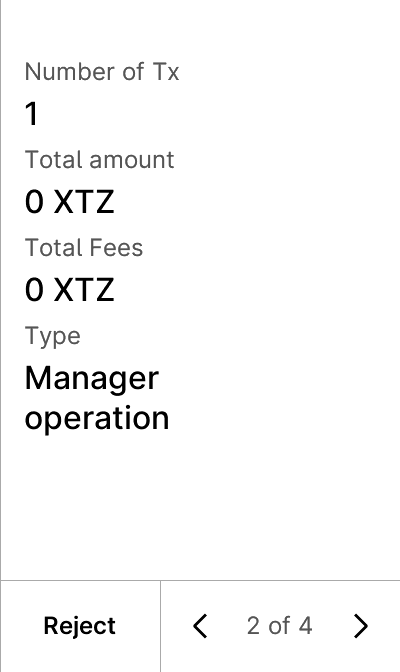 Number of Tx
1
Total amount
0 XTZ
Total Fees
0 XTZ
Type
Manager
operation
Reject
2 of 4